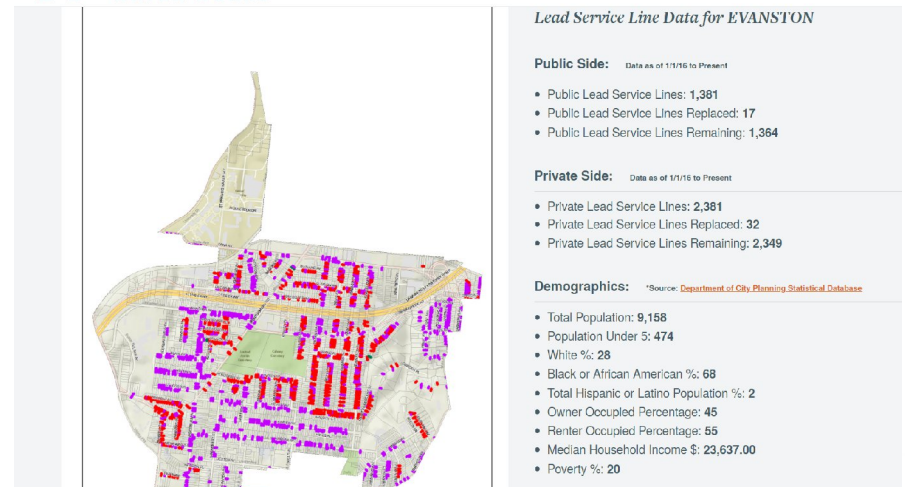 Lead Service Line Data for EVANSTON
Public Side: Data as of 1/1/16 to Present
• Public Lead Service Lines: 1,381
• Public Lead Service Lines Replaced: 17
• Public Lead Service Lines Remaining: 1,364
Private Side: Data as of 1/1/16 to Present
• Private Lead Service Lines: 2,381
• Private Lead Service Lines Replaced: 32
• Private Lead Service Lines Remaining: 2,349
Demographics: *Source: Department of City Planning Statistical Database
• Total Population: 9,158
• Population Under 5: 474
• White %: 28
• Black or African American %: 68
• Total Hispanic or Latino Population %: 2
• Owner Occupied Percentage: 45
• Renter Occupied Percentage: 55
• Median Household Income $: 23,637.00
• Poverty %: 20